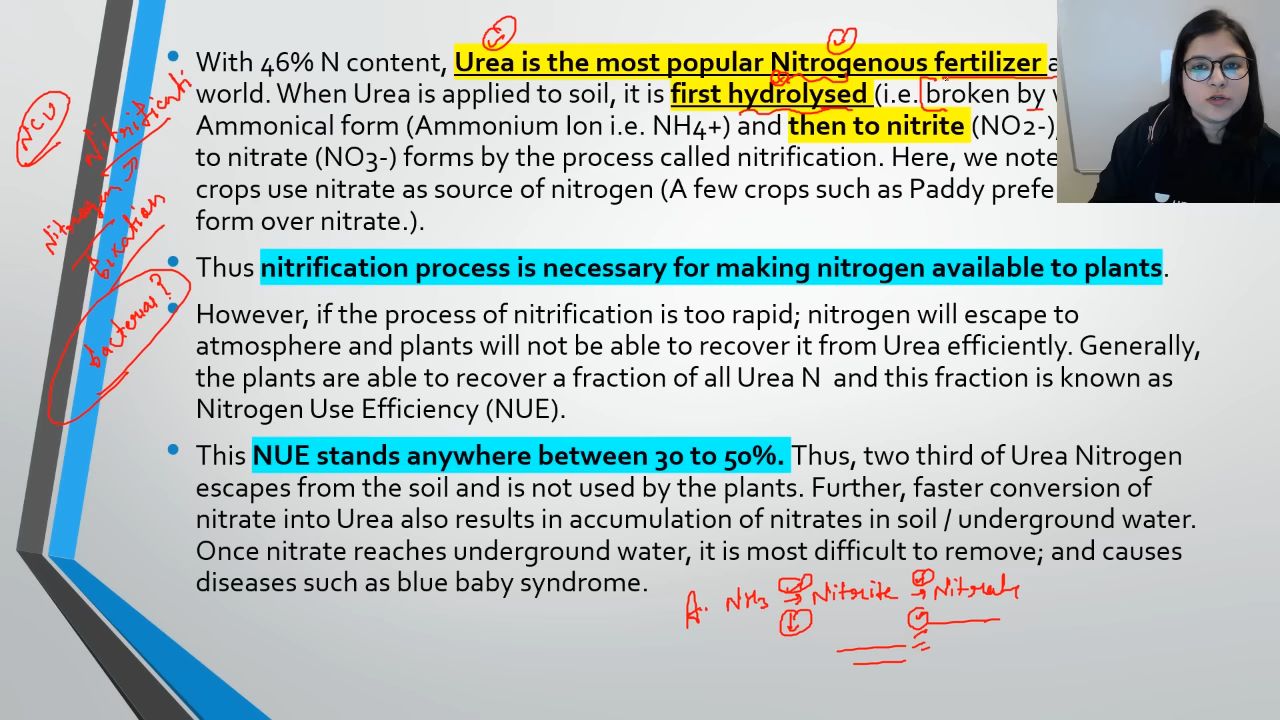 With 46% N content, Urea is the most popular Nitrogenous fertilizer
world. When Urea is applied to soil, it is first hydrolysed (i.e. broken by
Ammonical form (Ammonium Ion i.e. NH4+) and then to nitrite (NO2-),
to nitrate (NO3-) forms by the process called nitrification. Here, we note
crops use nitrate as source of nitrogen (A few crops such as Paddy prefe
form over nitrate.).
Thus nitrification process is necessary for making nitrogen available to plants.
However, if the process of nitrification is too rapid; nitrogen will escape to
atmosphere and plants will not be able to recover it from Urea efficiently. Generally,
the plants are able to recover a fraction of all Urea N and this fraction is known as
Nitrogen Use Efficiency (NUE).
This NUE stands anywhere between 30 to 50%. Thus, two third of Urea Nitrogen
escapes from the soil and is not used by the plants. Further, faster conversion of
nitrate into Urea also results in accumulation of nitrates in soil / underground water.
Once nitrate reaches underground water, it is most difficult to remove; and causes
diseases such as blue baby syndrome.
NCU
Nitrogen
fixation
bacterias?
A. NH3 → Nitrite → Nitrate